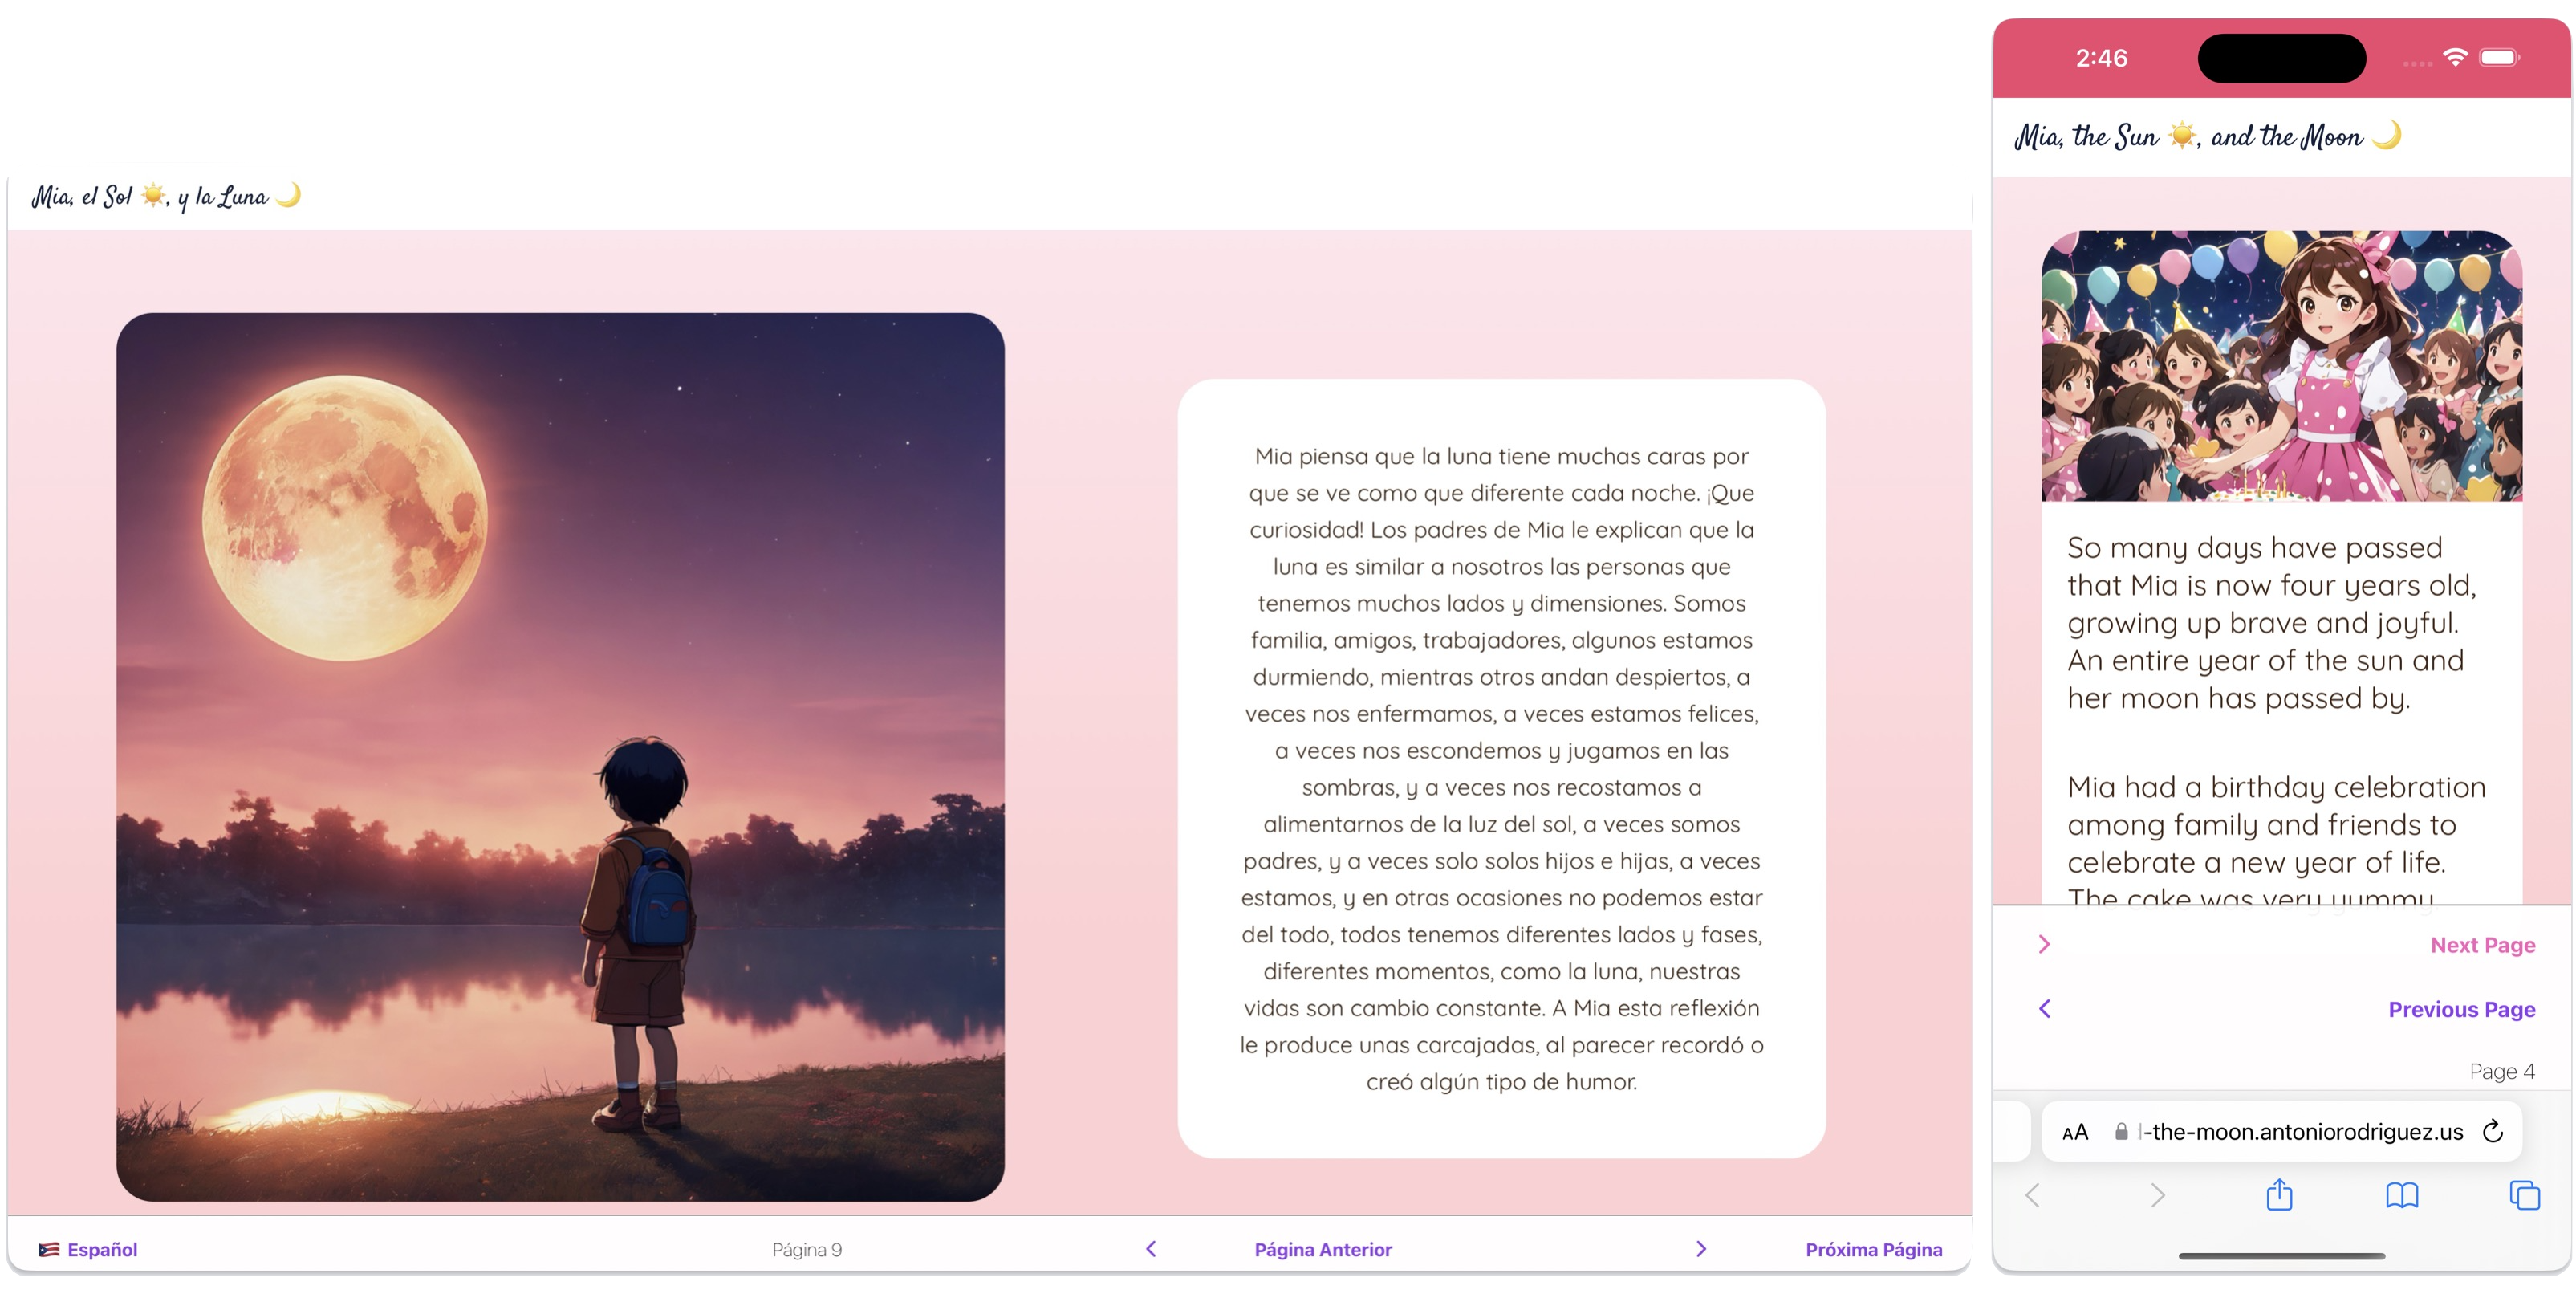 Mia, el Sol ☀️, y la Luna 🌙
Mia piensa que la luna tiene muchas caras por
que se ve como que diferente cada noche. ¡Que
curiosidad! Los padres de Mia le explican que la
luna es similar a nosotros las personas que
tenemos muchos lados y dimensiones. Somos
familia, amigos, trabajadores, algunos estamos
durmiendo, mientras otros andan despiertos, a
veces nos enfermamos, a veces estamos felices,
a veces nos escondemos y jugamos en las
sombras, y a veces nos recostamos a
alimentarnos de la luz del sol, a veces somos
padres, y a veces solo solos hijos e hijas, a veces
estamos, y en otras ocasiones no podemos estar
del todo, todos tenemos diferentes lados y fases,
diferentes momentos, como la luna, nuestras
vidas son cambio constante. A Mia esta reflexión
le produce unas carcajadas, al parecer recordó o
creó algún tipo de humor.
🇵🇷 Español
Página 9
Página Anterior
Próxima Página
2:46
Mia, the Sun ☀️, and the Moon 🌙
So many days have passed
that Mia is now four years old,
growing up brave and joyful.
An entire year of the sun and
her moon has passed by.
Mia had a birthday celebration
among family and friends to
celebrate a new year of life.
The cake was very yummy
Next Page
Previous Page
Page 4
AA -the-moon.antoniorodriguez.us